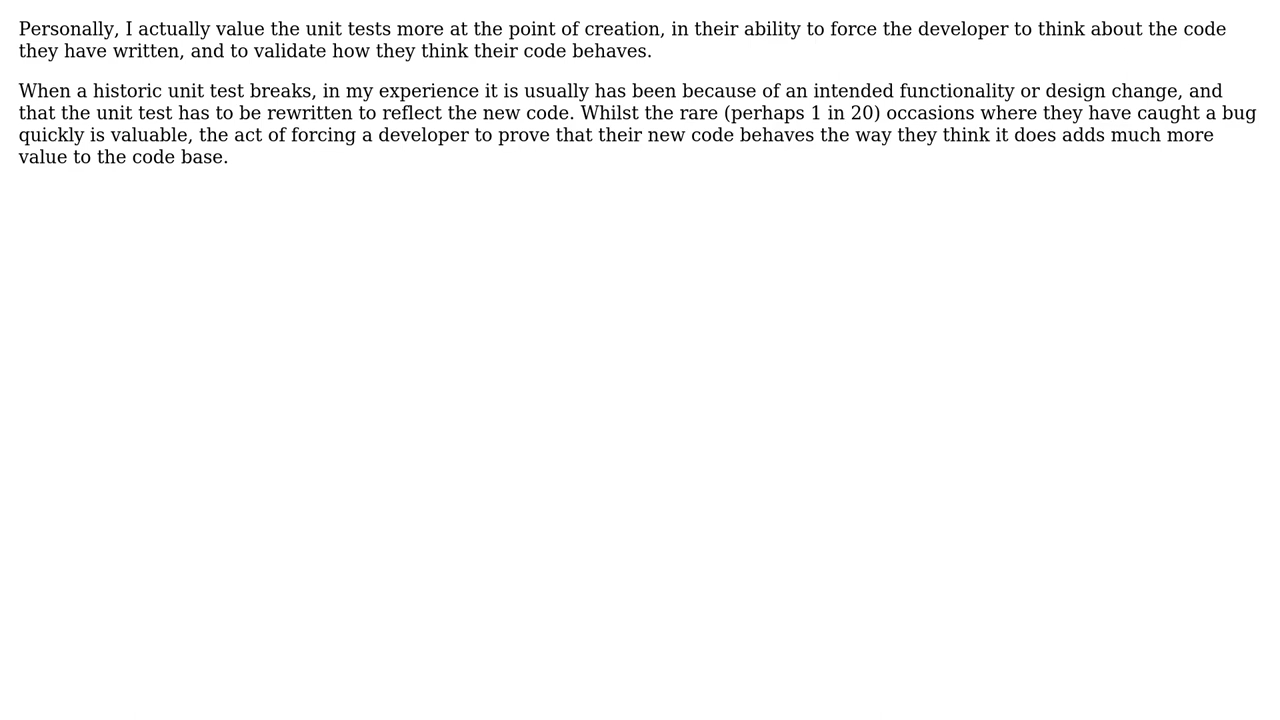 Personally, I actually value the unit tests more at the point of creation, in their ability to force the developer to think about the code
they have written, and to validate how they think their code behaves.
When a historic unit test breaks, in my experience it is usually has been because of an intended functionality or design change, and
that the unit test has to be rewritten to reflect the new code. Whilst the rare (perhaps 1 in 20) occasions where they have caught a bug
quickly is valuable, the act of forcing a developer to prove that their new code behaves the way they think it does adds much more
value to the code base.